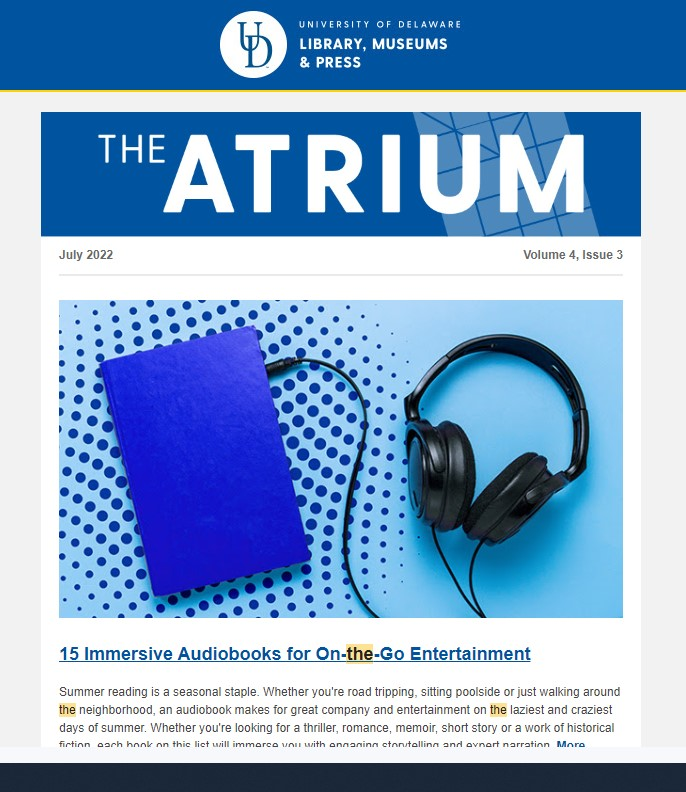 UD
UNIVERSITY OF DELAWARE
LIBRARY, MUSEUMS
& PRESS
THE ATRIUM
July 2022
Volume 4, Issue 3
15 Immersive Audiobooks for On-the-Go Entertainment
Summer reading is a seasonal staple. Whether you're road tripping, sitting poolside or just walking around
the neighborhood, an audiobook makes for great company and entertainment on the laziest and craziest
days of summer. Whether you're looking for a thriller, romance, memoir, short story or a work of historical
fiction, each book on this list will immerse you with engaging storytelling and expert narration. More